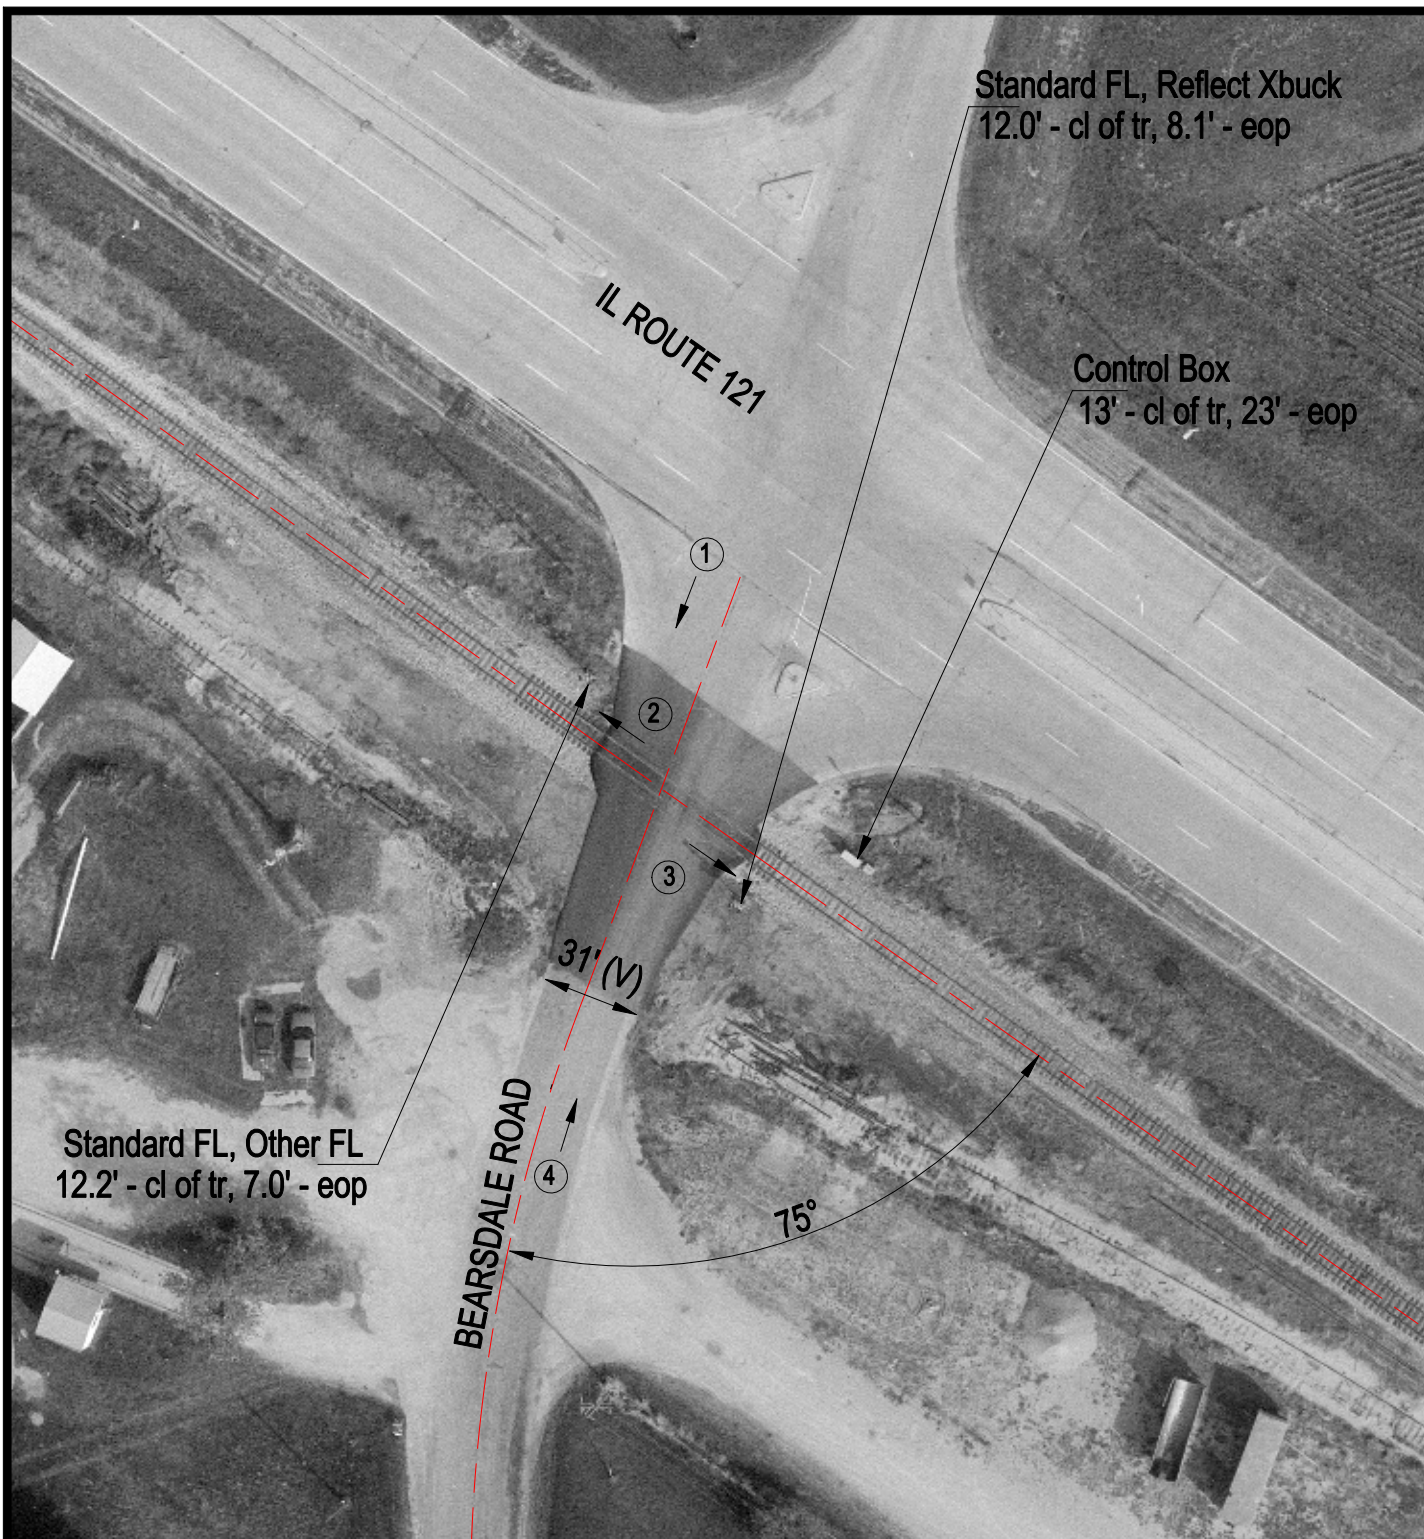 Standard FL, Reflect Xbuck
12.0' - cl of tr, 8.1' - eop
IL ROUTE 121
Control Box
13' - cl of tr, 23' - eop
1
2
3
31' (V)
Standard FL, Other FL
12.2' - cl of tr, 7.0' - eop
BEARSDALE ROAD
4
75°